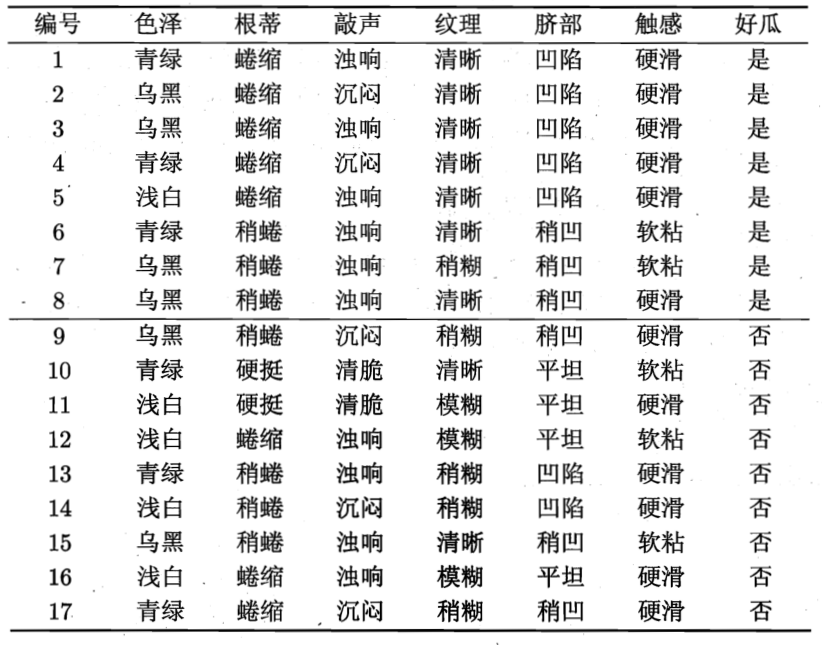 编号 色泽 根蒂 敲声 纹理 脐部 触感 好瓜
1 青绿 蜷缩 浊响 清晰 凹陷 硬滑 是
2 乌黑 蜷缩 沉闷 清晰 凹陷 硬滑 是
3 乌黑 蜷缩 浊响 清晰 凹陷 硬滑 是
4 青绿 蜷缩 沉闷 清晰 凹陷 硬滑 是
5 浅白 蜷缩 浊响 清晰 凹陷 硬滑 是
6 青绿 稍蜷 浊响 清晰 稍凹 软粘 是
7 乌黑 稍蜷 浊响 稍糊 稍凹 软粘 是
8 乌黑 稍蜷 浊响 清晰 稍凹 硬滑 是
9 乌黑 稍蜷 沉闷 稍糊 稍凹 硬滑 否
10 青绿 硬挺 清脆 清晰 平坦 软粘 否
11 浅白 硬挺 清脆 模糊 平坦 硬滑 否
12 浅白 蜷缩 浊响 模糊 平坦 软粘 否
13 青绿 稍蜷 浊响 稍糊 凹陷 硬滑 否
14 浅白 稍蜷 沉闷 稍糊 凹陷 硬滑 否
15 乌黑 稍蜷 浊响 清晰 稍凹 软粘 否
16 浅白 蜷缩 浊响 模糊 平坦 硬滑 否
17 青绿 蜷缩 沉闷 稍糊 稍凹 硬滑 否